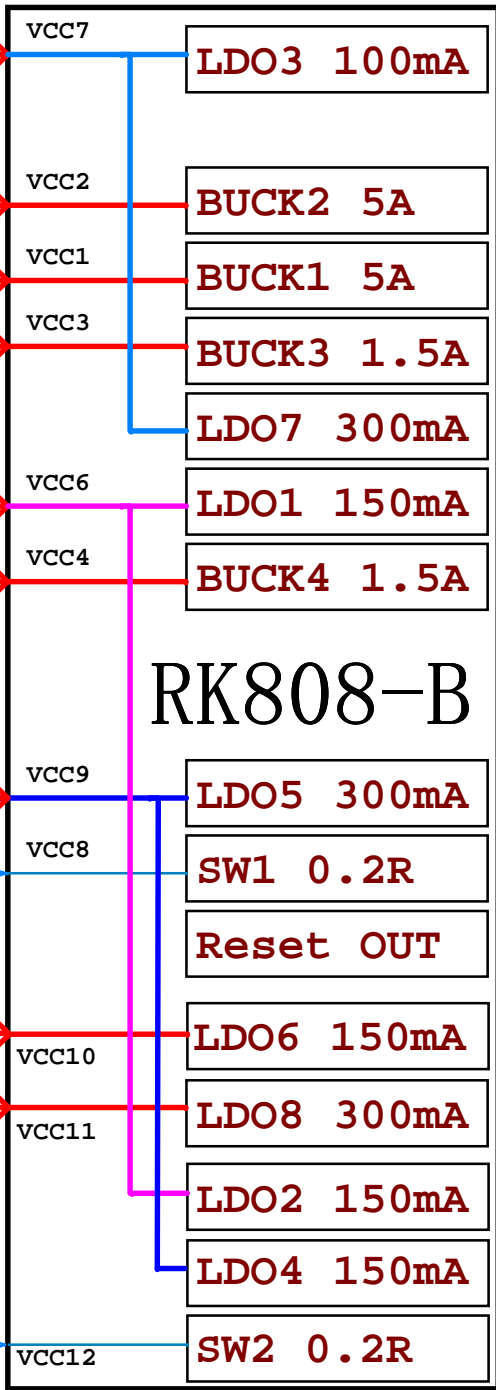 VCC7
LDO3 100mA
VCC2
BUCK2 5A
VCC1
BUCK1 5A
VCC3
BUCK3 1.5A
LDO7 300mA
VCC6
LDO1 150mA
VCC4
BUCK4 1.5A
RK808-B
VCC9
LDO5 300mA
VCC8
SW1 0.2R
Reset OUT
LDO6 150mA
VCC10
LDO8 300mA
VCC11
LDO2 150mA
LDO4 150mA
SW2 0.2R
VCC12